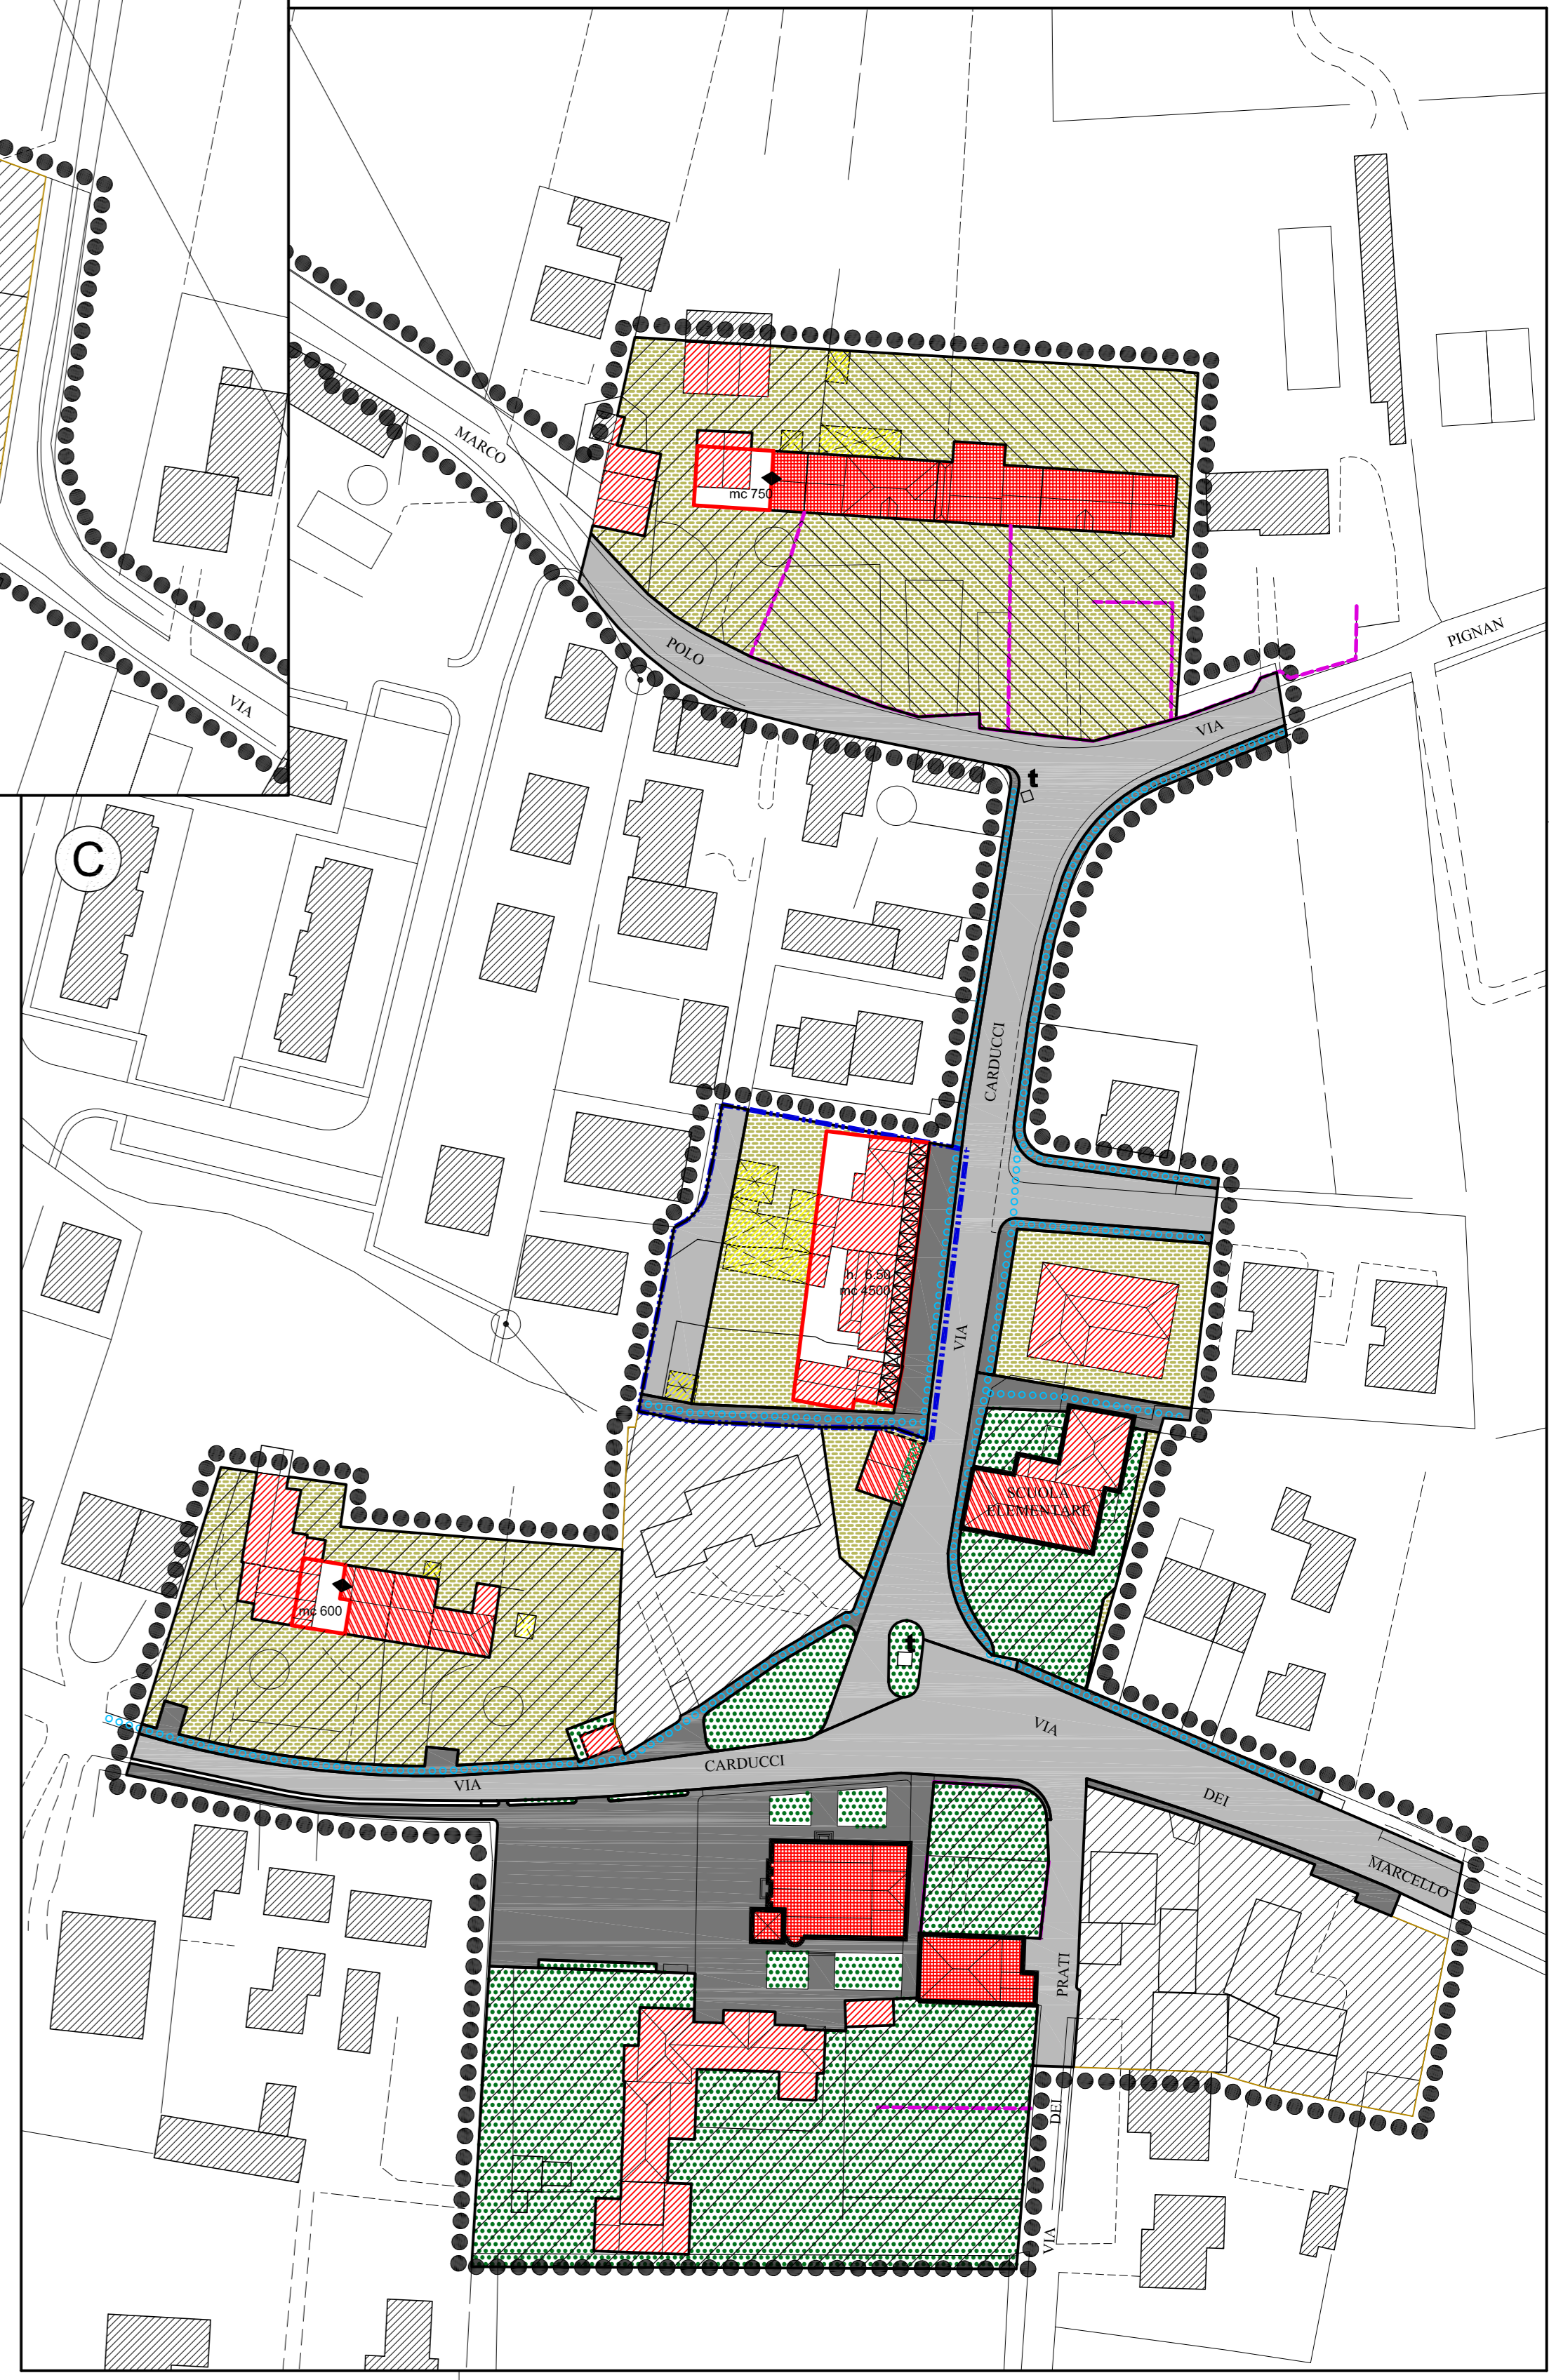 MARCO
mc 750
PIGNAN
POLO
VIA
VIA
t
C
CARDUCCI
h. 6.50
mc 4500
VIA
SCUOLA
ELEMENTARE
mc 600
t
VIA
CARDUCCI
VIA
DEI
MARCELLO
PRATI
DEI
VIA